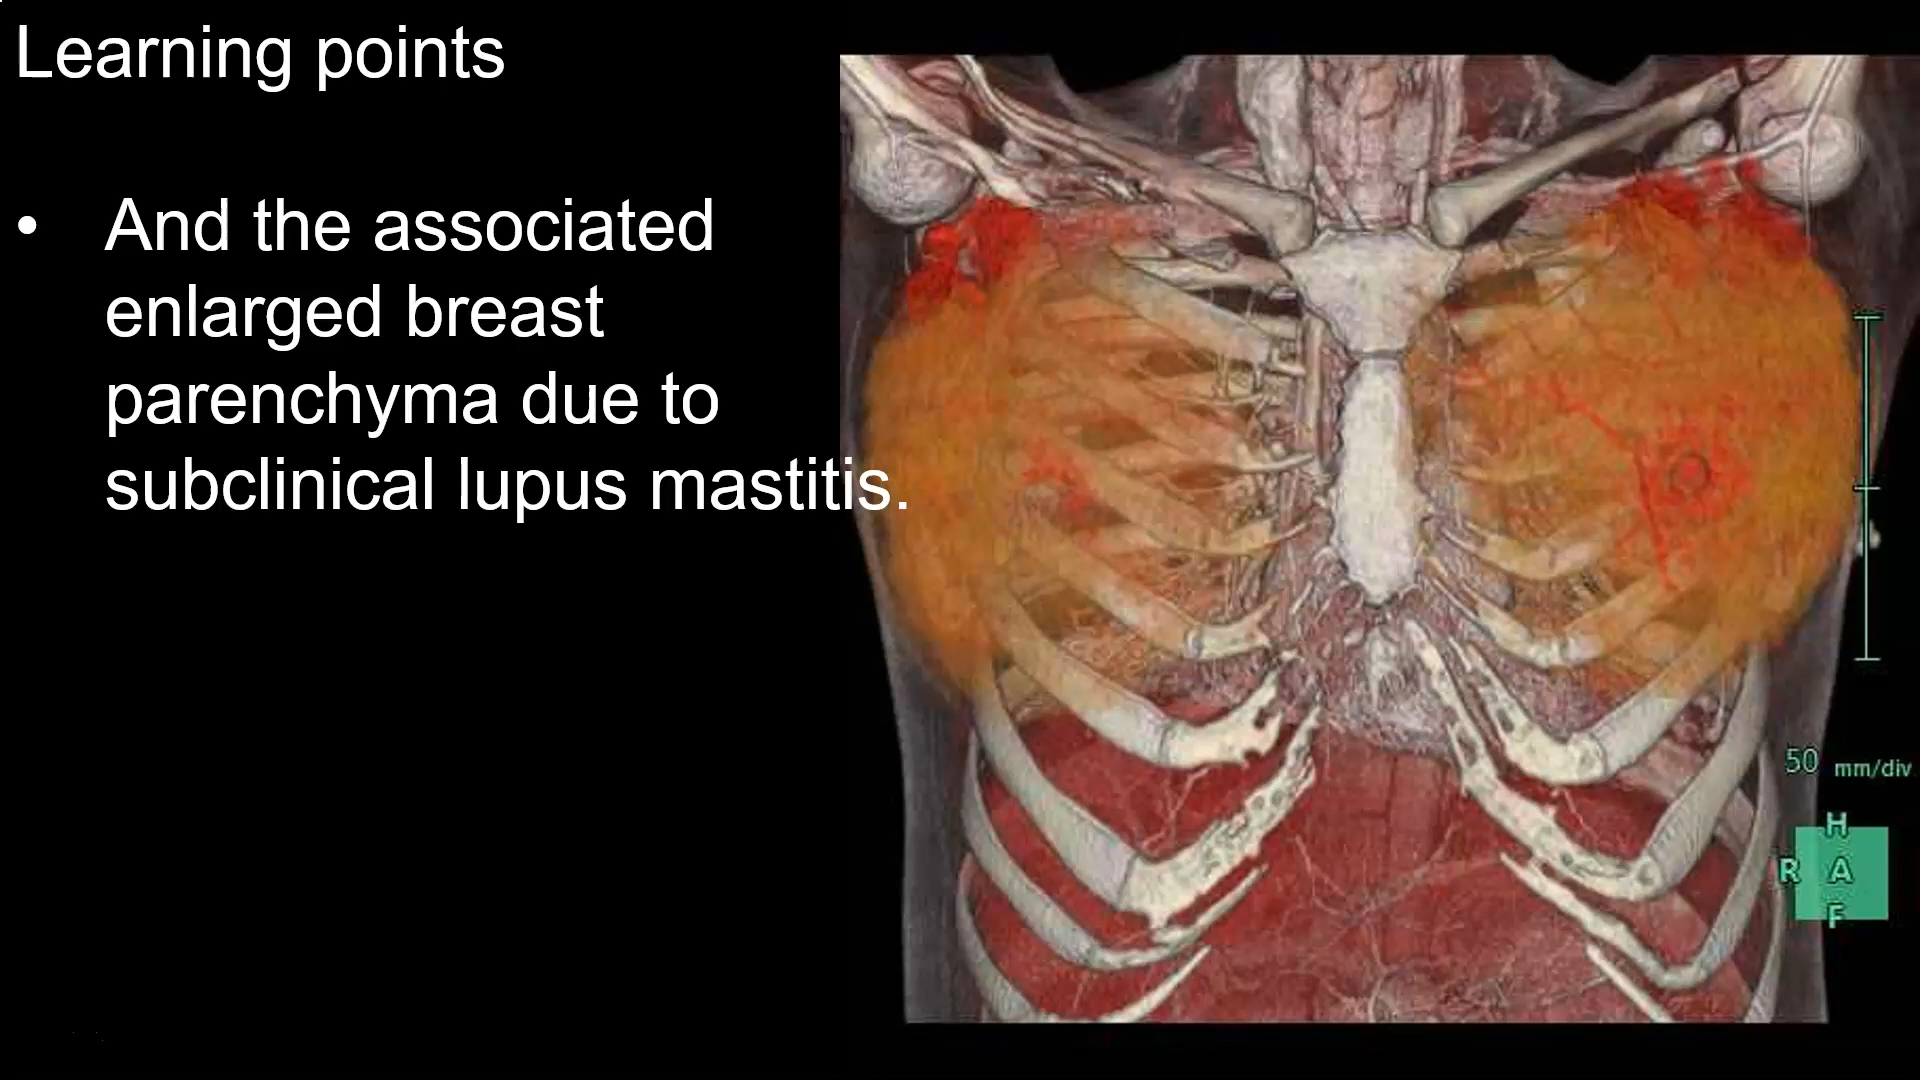 Learning points
• And the associated
enlarged breast
parenchyma due to
subclinical lupus mastitis.
50 mm/div
H
R A
F